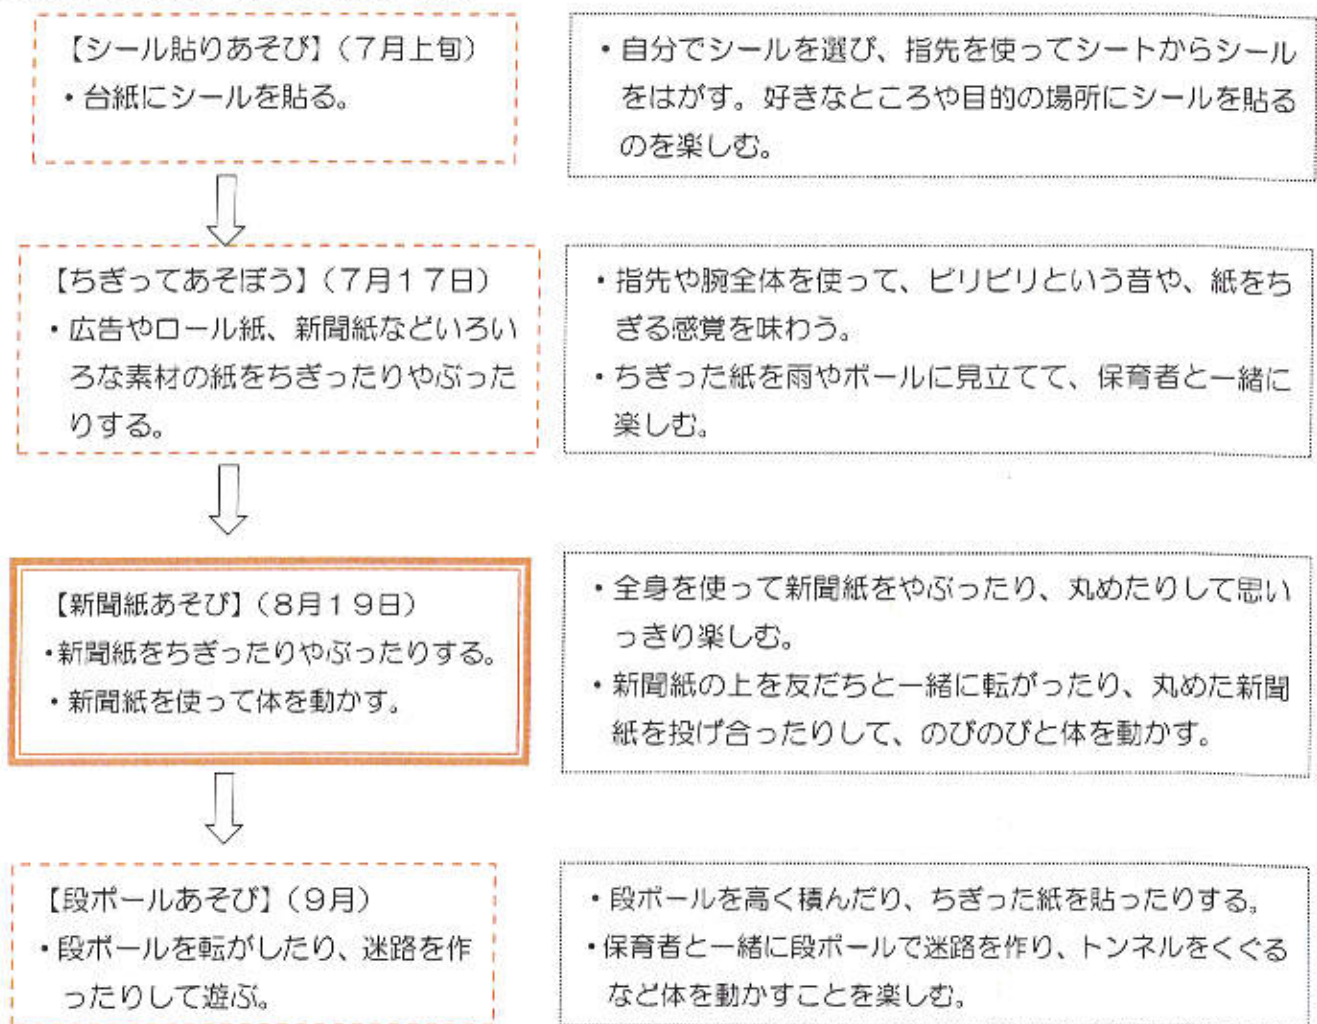 【シール貼りあそび】（７月上旬）
・台紙にシールを貼る。
・自分でシールを選び、指先を使ってシートからシール
をはがす。好きなところや目的の場所にシールを貼る
のを楽しむ。
【ちぎってあそぼう】（７月１７日）
・広告やロール紙、新聞紙などいろい
ろな素材の紙をちぎったりやぶった
りする。
・指先や腕全体を使って、ビリビリという音や、紙をち
ぎる感覚を味わう。
・ちぎった紙を雨やボールに見立てて、保育者と一緒に
楽しむ。
【新聞紙あそび】（８月１９日）
・新聞紙をちぎったりやぶったりする。
・新聞紙を使って体を動かす。
・全身を使って新聞紙をやぶったり、丸めたりして思い
っきり楽しむ。
・新聞紙の上を友だちと一緒に転がったり、丸めた新聞
紙を投げ合ったりして、のびのびと体を動かす。
【段ボールあそび】（９月）
・段ボールを転がしたり、迷路を作
ったりして遊ぶ。
・段ボールを高く積んだり、ちぎった紙を貼ったりする。
・保育者と一緒に段ボールで迷路を作り、トンネルをくぐる
など体を動かすことを楽しむ。